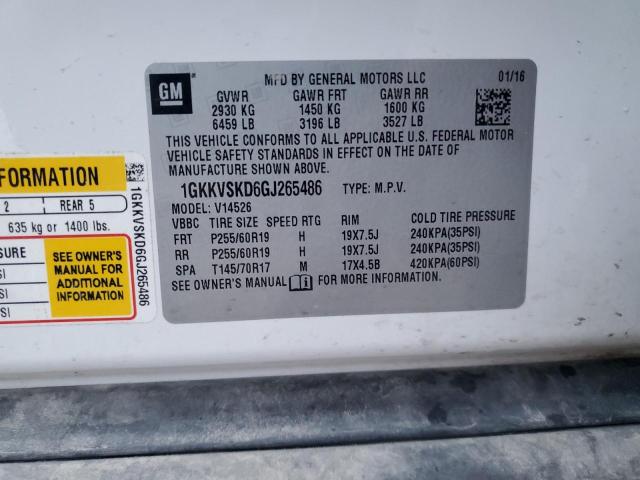 GM
MFD BY GENERAL MOTORS LLC 01/16
GVWR GAWR FRT GAWR RR
2930 KG 1450 KG 1600 KG
6459 LB 3196 LB 3527 LB
THIS VEHICLE CONFORMS TO ALL APPLICABLE U.S. FEDERAL MOTOR
VEHICLE SAFETY STANDARDS IN EFFECT ON THE DATE OF
MANUFACTURE SHOWN ABOVE.
1GKKVSKD6GJ265486 TYPE: M.P.V.
MODEL: V14526
VBBC TIRE SIZE SPEED RTG RIM COLD TIRE PRESSURE
FRT P255/60R19 H 19X7.5J 240KPA(35PSI)
RR P255/60R19 H 19X7.5J 240KPA(35PSI)
SPA T145/70R17 M 17X4.5B 420KPA(60PSI)
SEE OWNER'S MANUAL FOR MORE INFORMATION.
FORMATION
2 REAR 5
635 kg or 1400 lbs.
SEE OWNER'S
MANUAL FOR
ADDITIONAL
INFORMATION
1GKKVSKD6GJ265486